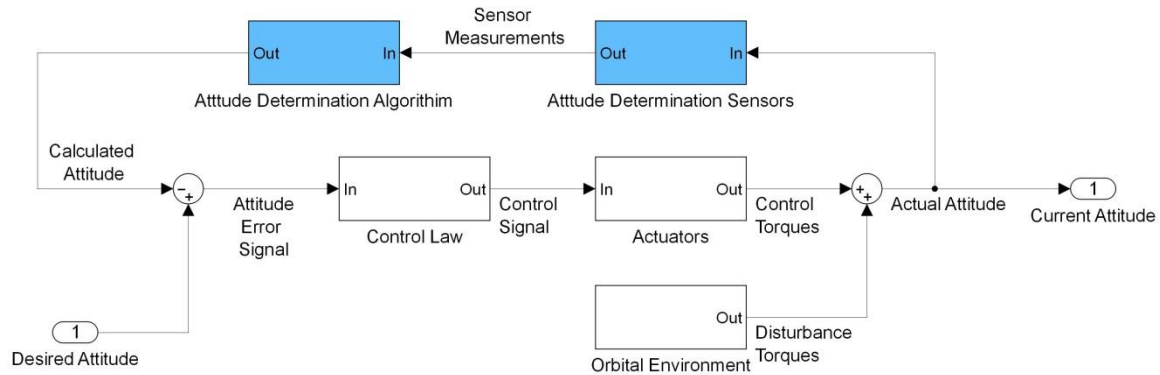 Sensor
Measurements
Out In
Out In
Atttude Determination Algorithim
Atttude Determination Sensors
Calculated
Attitude
− +
Attitude
Error
Signal
In Out
Control Law
Control
Signal
In Out
Actuators
Control
Torques
+ +
Actual Attitude
1
Current Attitude
1
Desired Attitude
Out
Orbital Environment
Disturbance
Torques